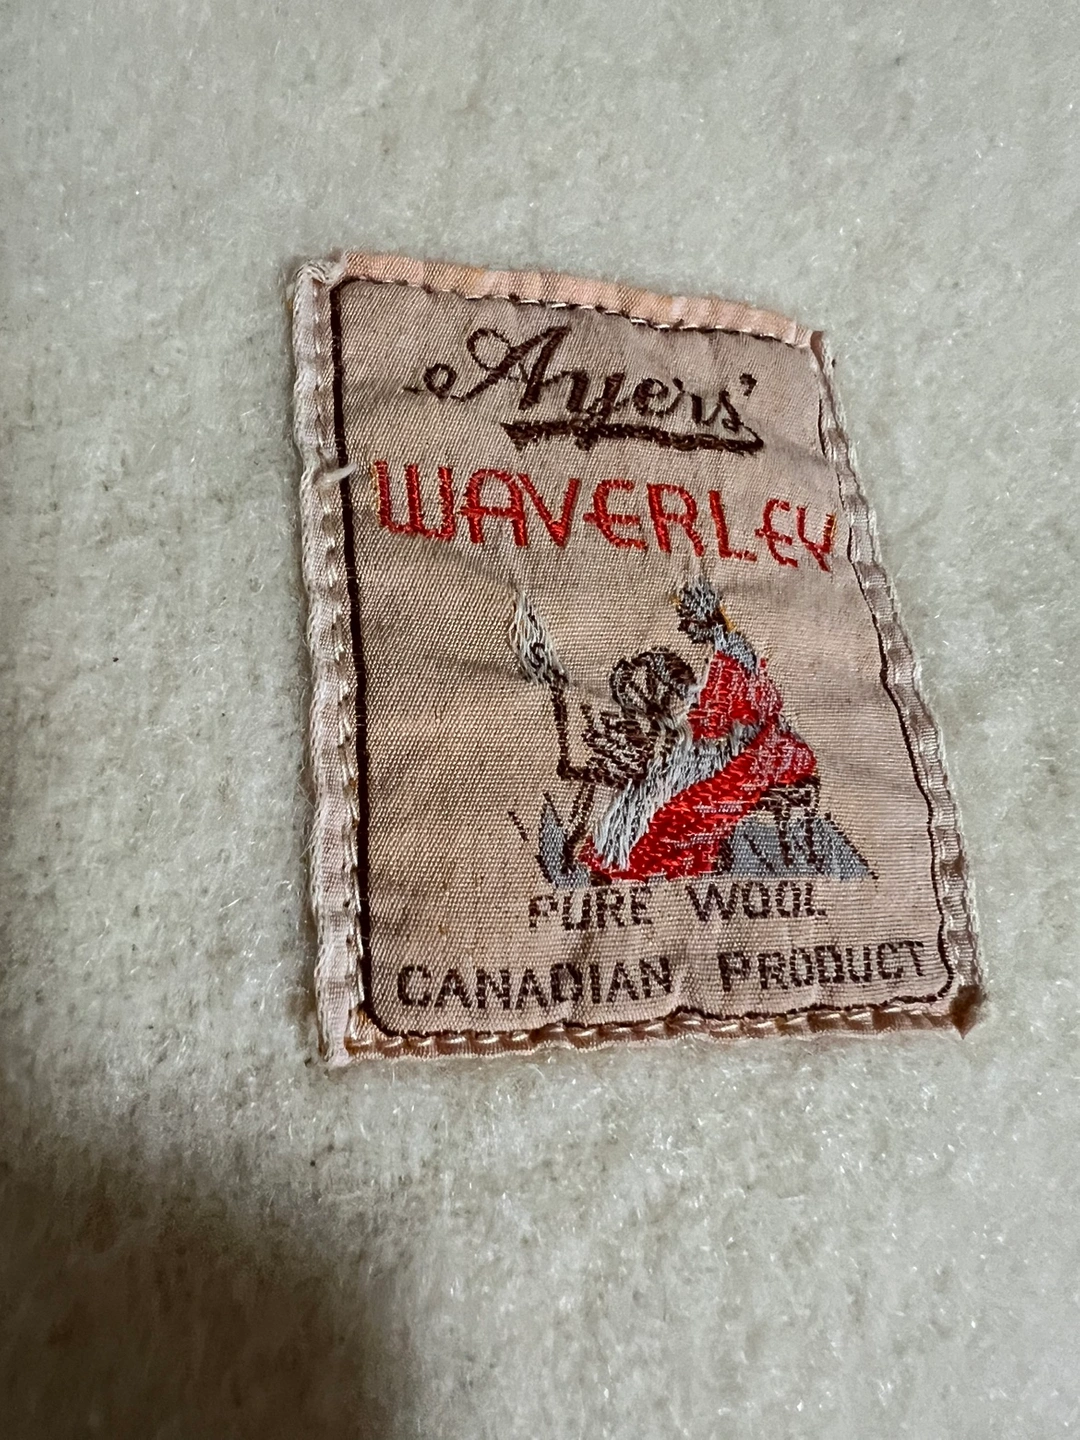 Ayers'
WAVERLEY
PURE WOOL
CANADIAN PRODUCT